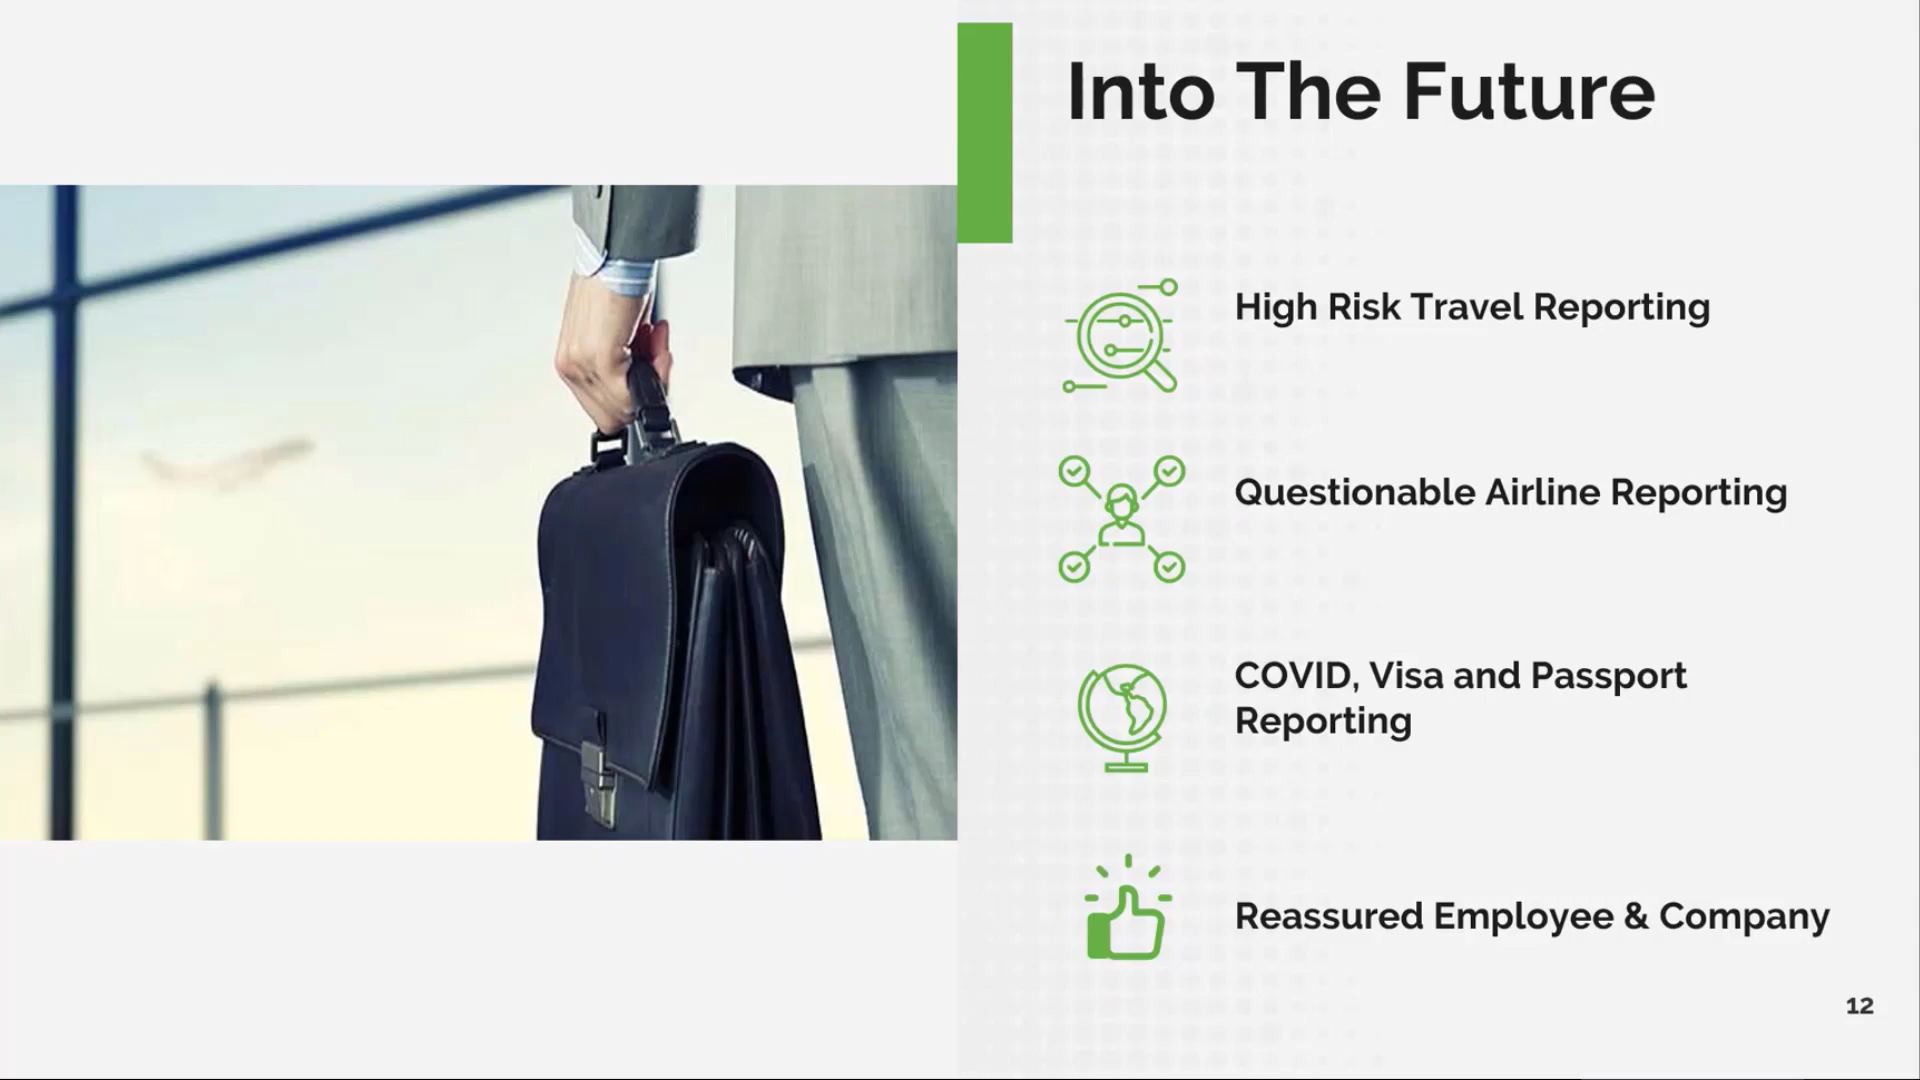 Into The Future
High Risk Travel Reporting
Questionable Airline Reporting
COVID, Visa and Passport
Reporting
Reassured Employee & Company
12